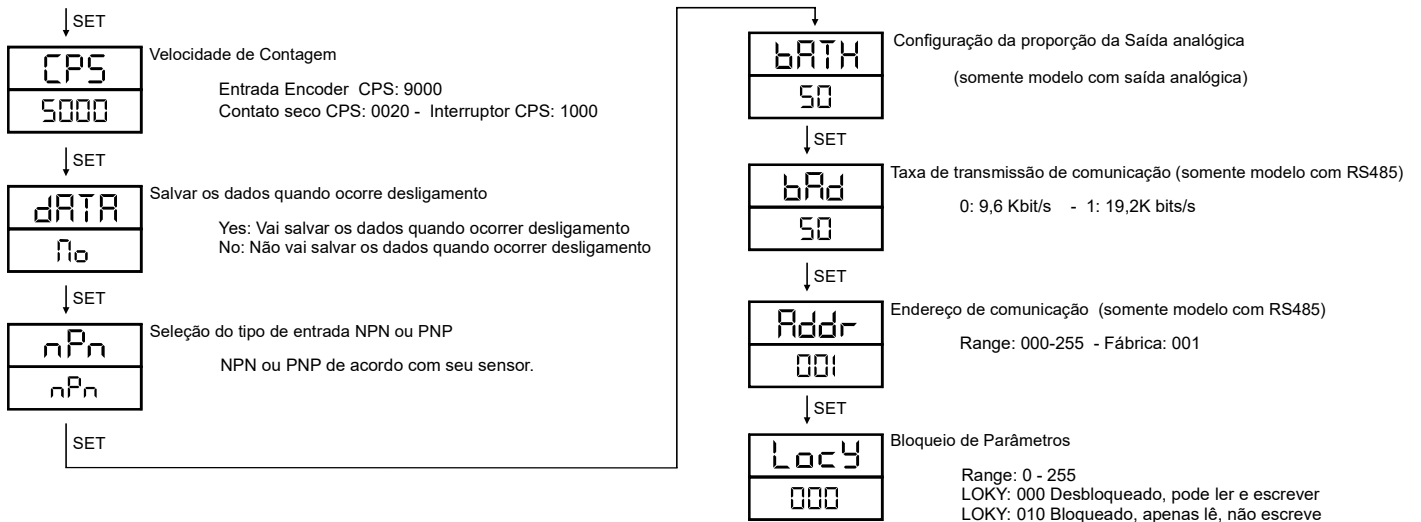 SET
CPS
5000
Velocidade de Contagem
Entrada Encoder CPS: 9000
Contato seco CPS: 0020 - Interruptor CPS: 1000
SET
dATA
No
Salvar os dados quando ocorre desligamento
Yes: Vai salvar os dados quando ocorrer desligamento
No: Não vai salvar os dados quando ocorrer desligamento
SET
nPn
nPn
Seleção do tipo de entrada NPN ou PNP
NPN ou PNP de acordo com seu sensor.
SET
bATH
50
Configuração da proporção da Saída analógica
(somente modelo com saída analógica)
SET
bAd
50
Taxa de transmissão de comunicação (somente modelo com RS485)
0: 9,6 Kbit/s - 1: 19,2K bits/s
SET
Addr
001
Endereço de comunicação (somente modelo com RS485)
Range: 000-255 - Fábrica: 001
SET
LocY
000
Bloqueio de Parâmetros
Range: 0 - 255
LOKY: 000 Desbloqueado, pode ler e escrever
LOKY: 010 Bloqueado, apenas lê, não escreve